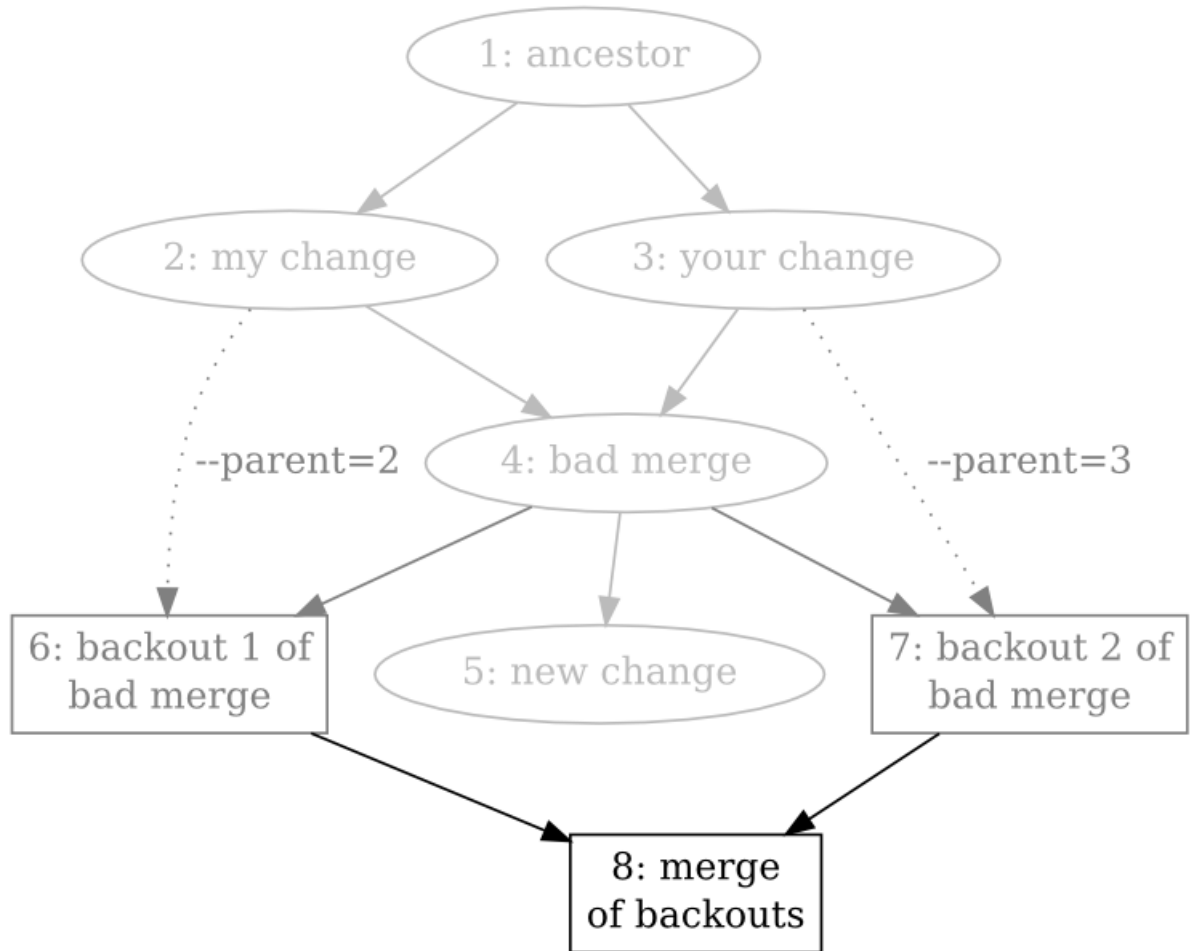 1: ancestor
2: my change
3: your change
--parent=2
4: bad merge
--parent=3
6: backout 1 of
bad merge
5: new change
7: backout 2 of
bad merge
8: merge
of backouts